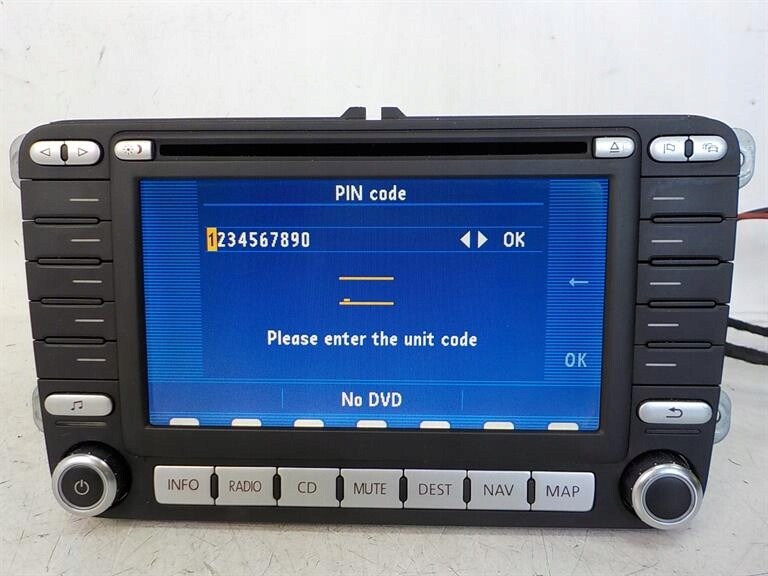 PIN code
1234567890 ◀ ▶ OK
←
Please enter the unit code
OK
No DVD
INFO RADIO CD MUTE DEST NAV MAP